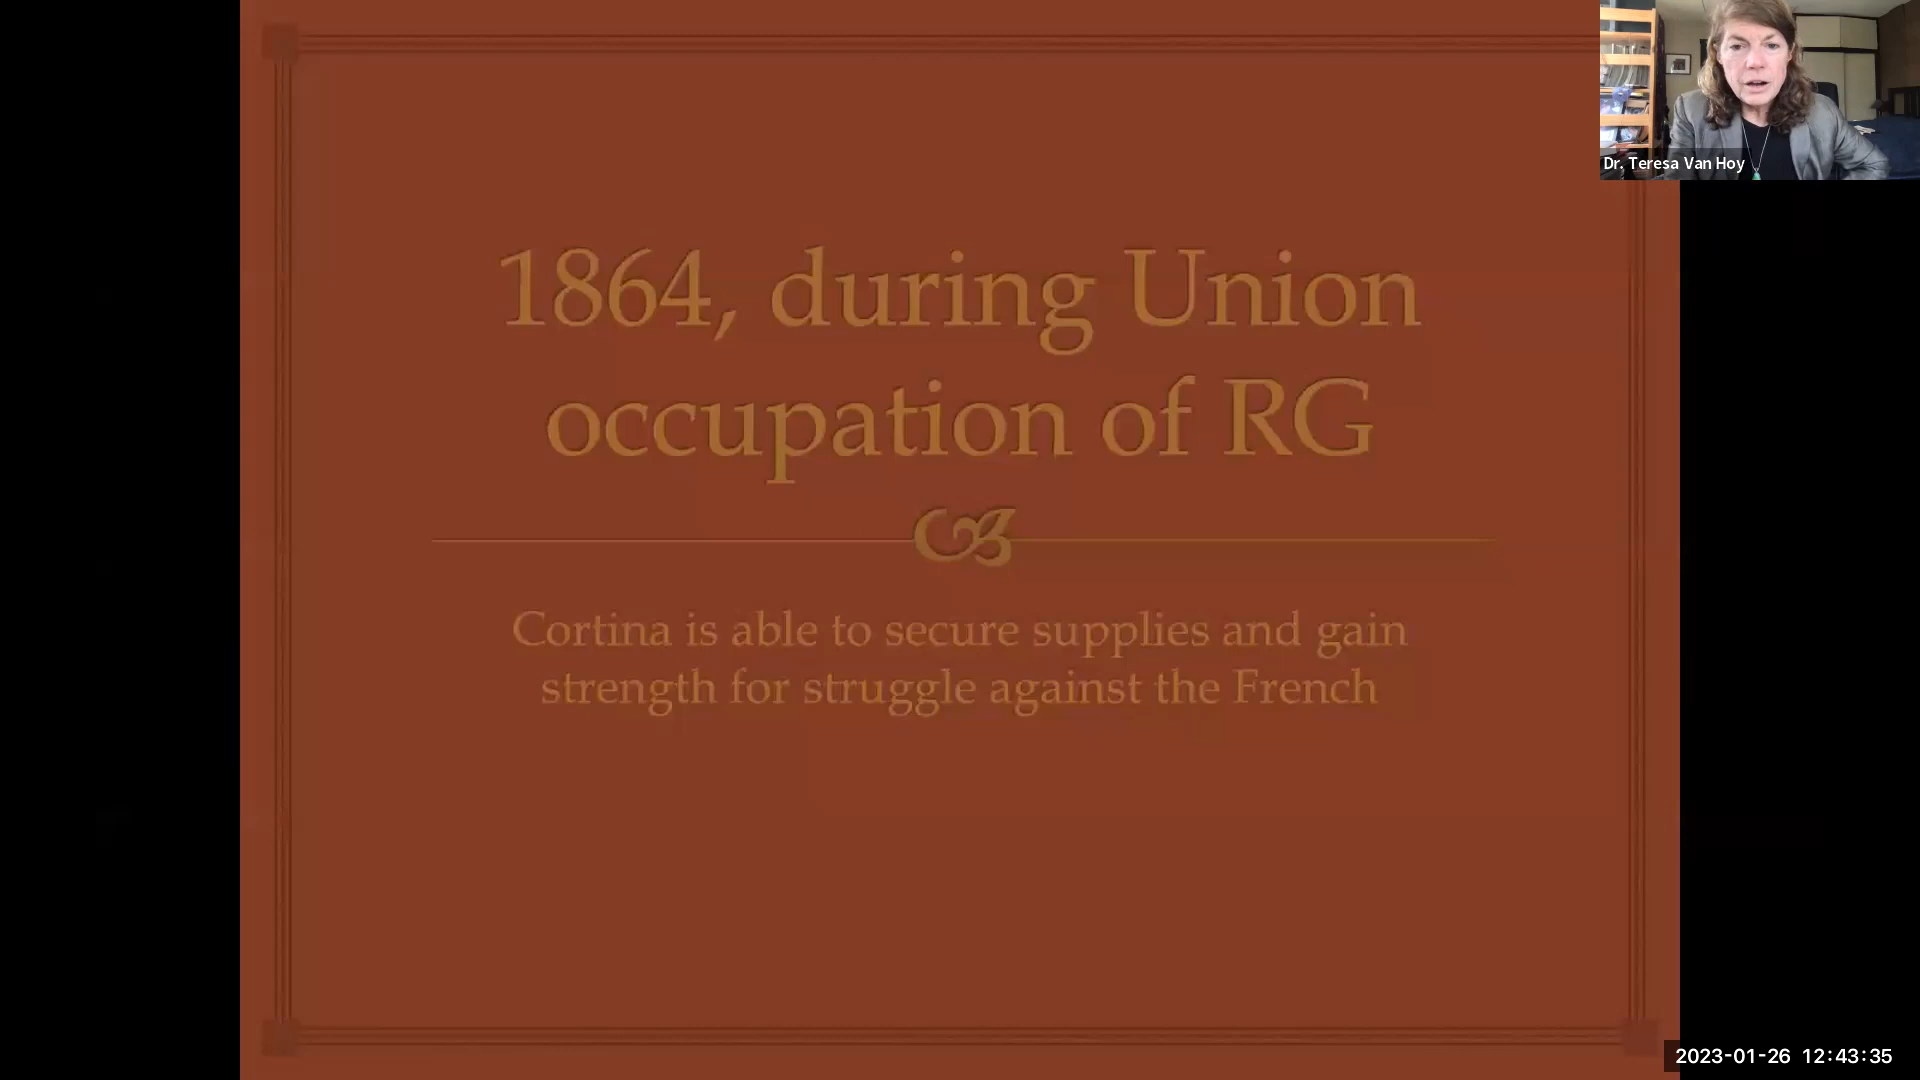 1864, during Union
occupation of RG
Cortina is able to secure supplies and gain
strength for struggle against the French
Dr. Teresa Van Hoy
2023-01-26 12:43:35